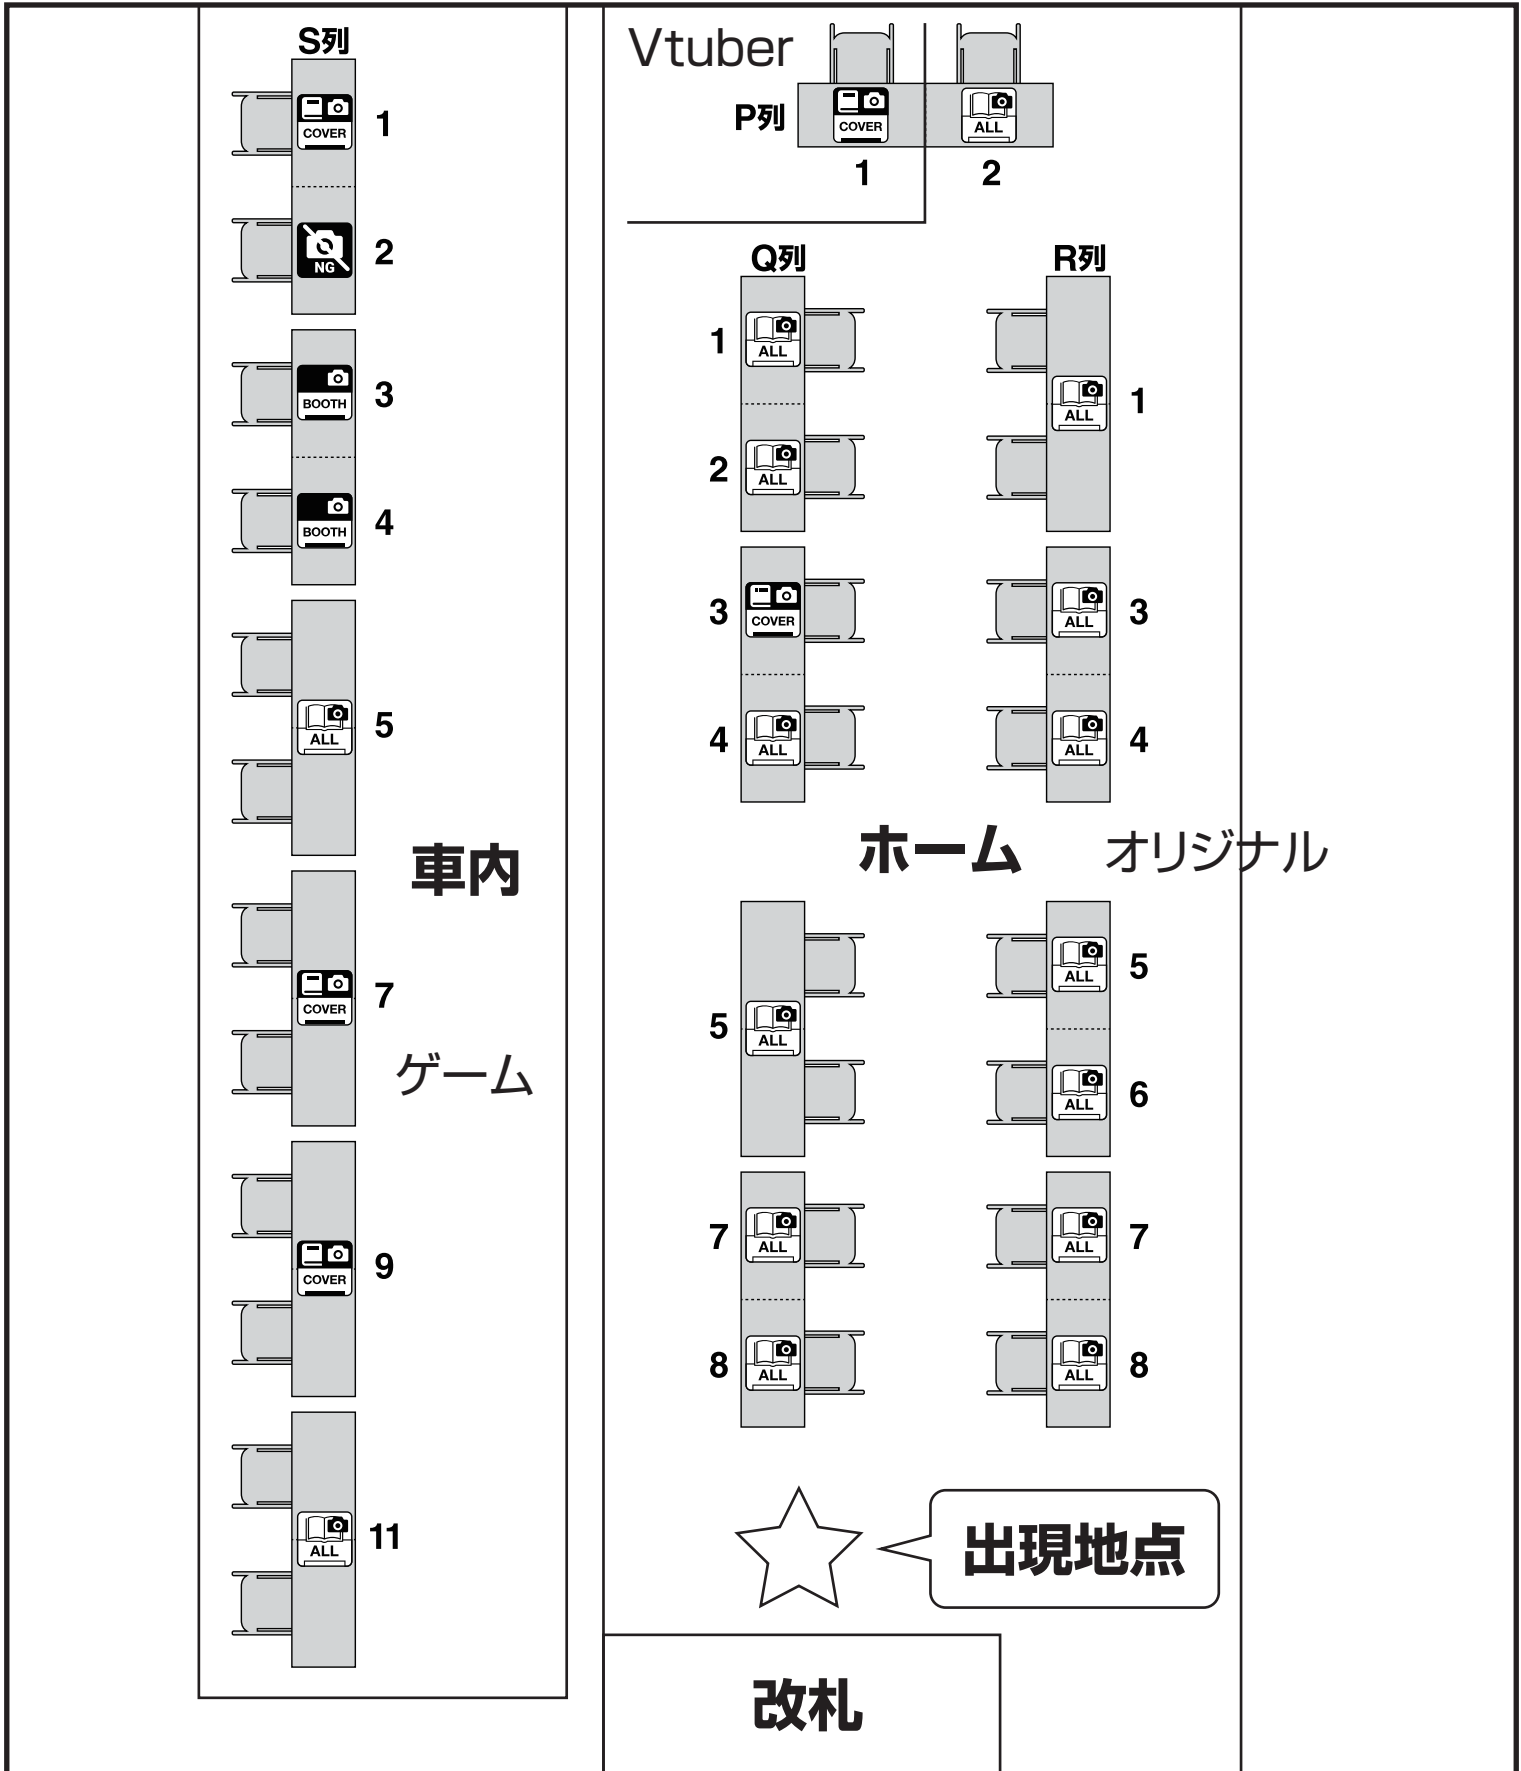 S列
COVER
1
NG
2
BOOTH
3
BOOTH
4
ALL
5
車内
COVER
7
ゲーム
COVER
9
ALL
11
Vtuber
P列
COVER
ALL
1
2
Q列
1
ALL
2
ALL
3
COVER
4
ALL
5
ALL
7
ALL
8
ALL
R列
ALL
1
ALL
3
ALL
4
ホーム
オリジナル
ALL
5
ALL
6
ALL
7
ALL
8
出現地点
改札